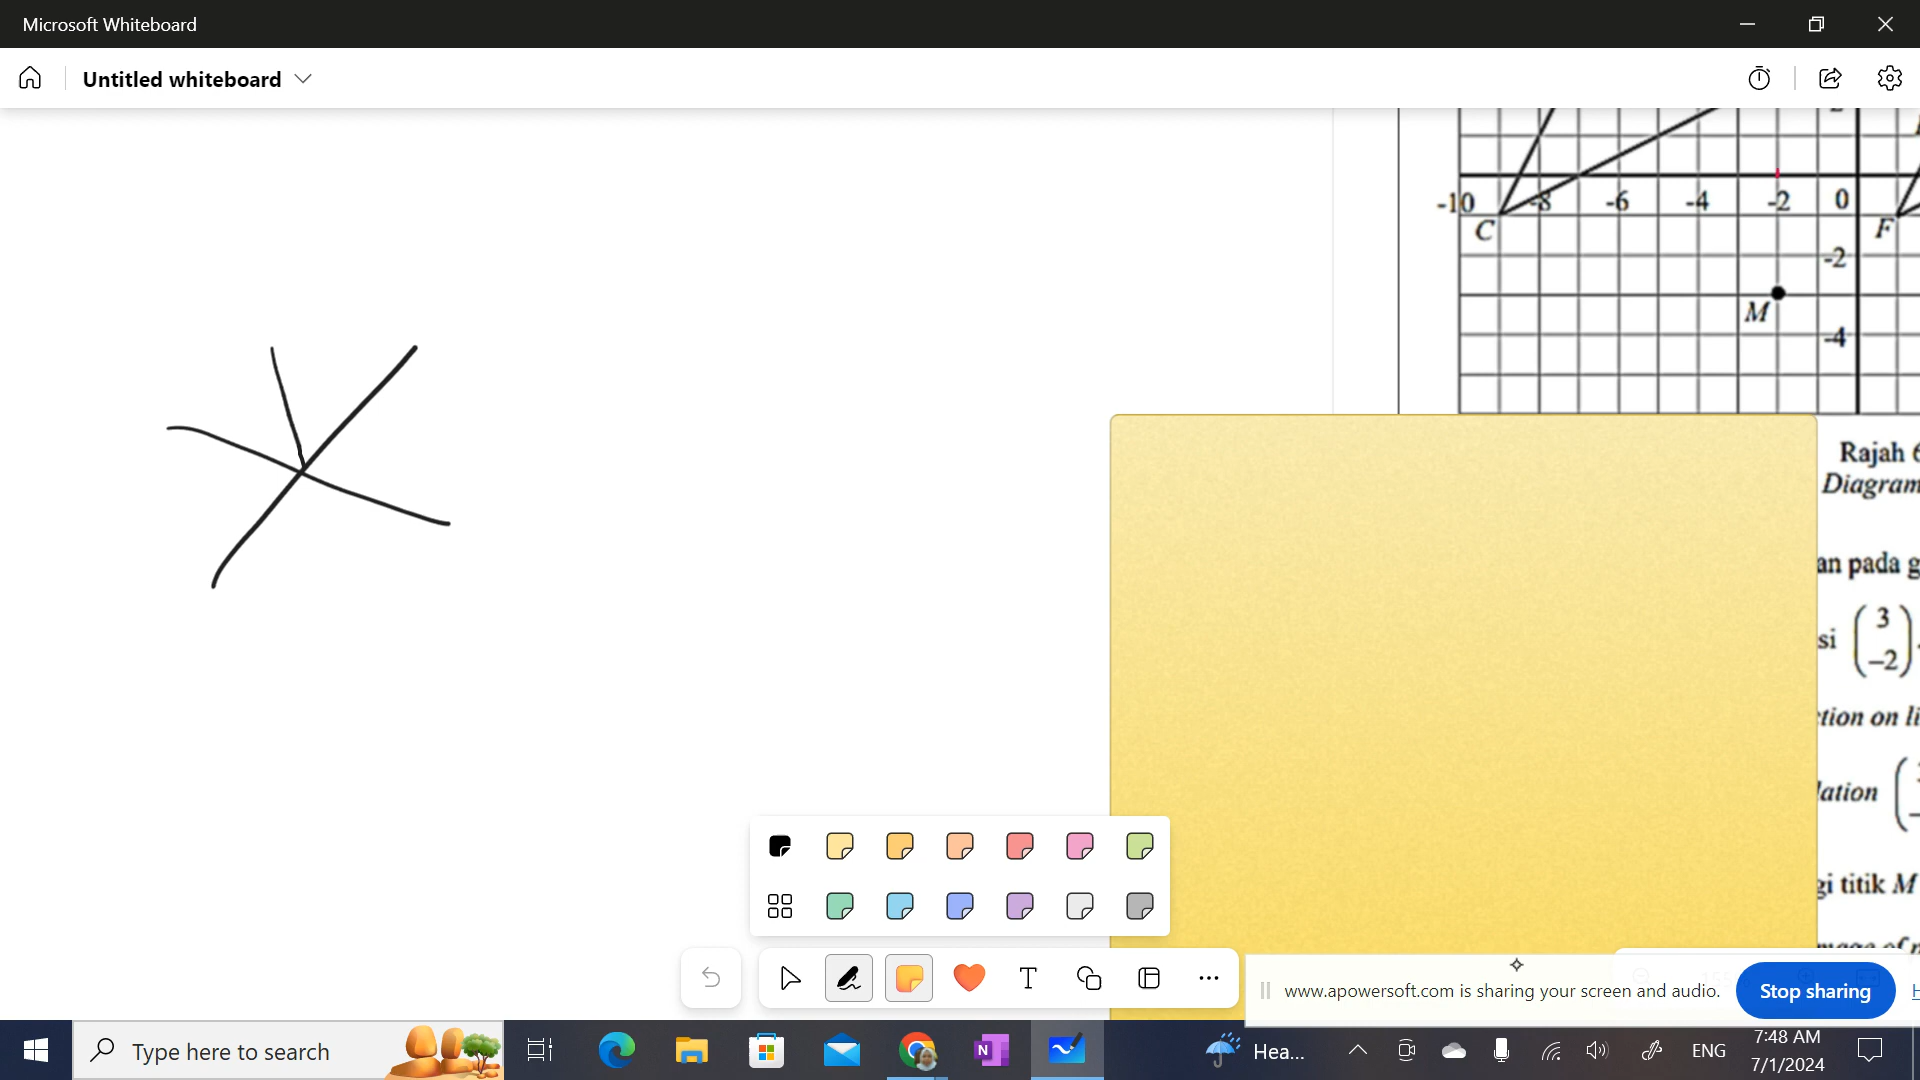 Microsoft Whiteboard
Untitled whiteboard
-10 -8 -6 -4 -2 0
C
F
-2
M
-4
Rajah 6
Diagram
an pada g
si (3 -2).
tion on li
lation
gi titik M
T
www.apowersoft.com is sharing your screen and audio.
Stop sharing
Type here to search
N
Hea...
ENG
7:48 AM
7/1/2024